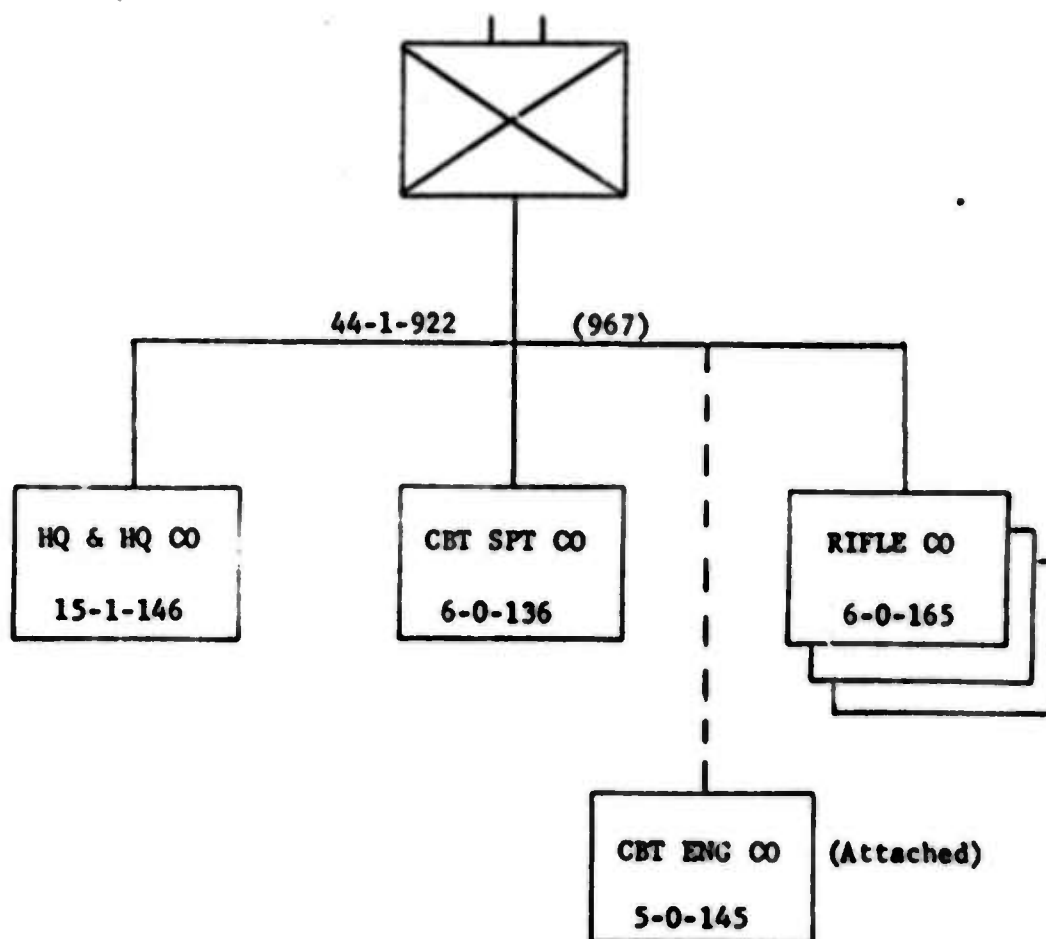 44-1-922 (967)
HQ & HQ CO
15-1-146
CBT SPT CO
6-0-136
RIFLE CO
6-0-165
CBT ENG CO (Attached)
5-0-145